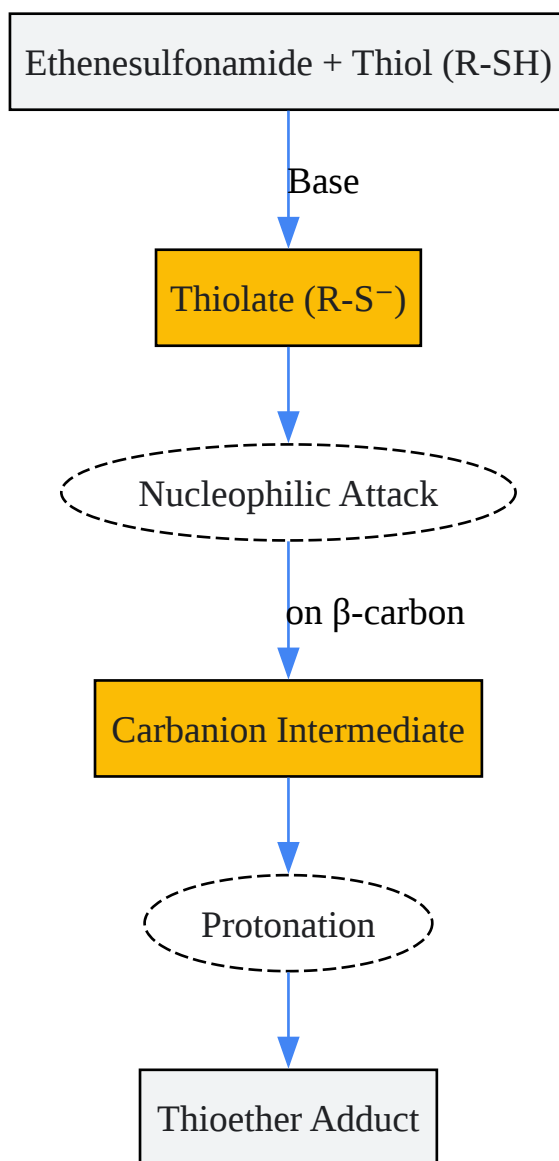 Ethenesulfonamide + Thiol (R-SH)
Base
Thiolate (R-S⁻)
Nucleophilic Attack
on β-carbon
Carbanion Intermediate
Protonation
Thioether Adduct